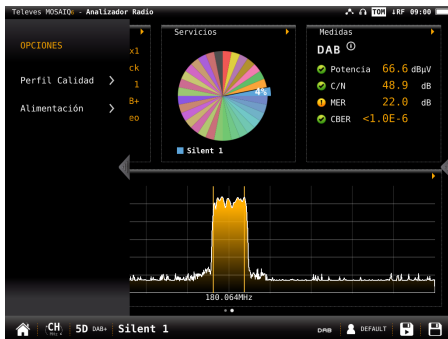 Televes MOSAIQ6 - Analizador Radio TOM ↓RF 09:00
OPCIONES
Perfil Calidad >
Alimentación >
x1
ck
1
B+
eo
Servicios
4%
Silent 1
Medidas
DAB
Potencia 66.6 dBµV
C/N 48.9 dB
MER 22.0 dB
CBER <1.0E-6
180.064MHz
CH 5D DAB+ Silent 1 DAB DEFAULT